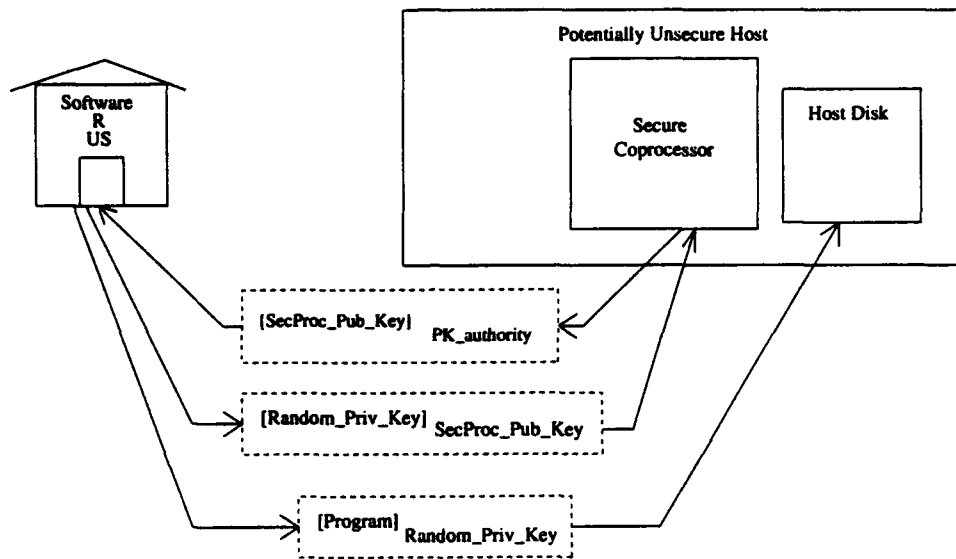 Potentially Unsecure Host
Software
R
US
Secure
Coprocessor
Host Disk
[SecProc_Pub_Key]
PK_authority
[Random_Priv_Key]
SecProc_Pub_Key
[Program]
Random_Priv_Key